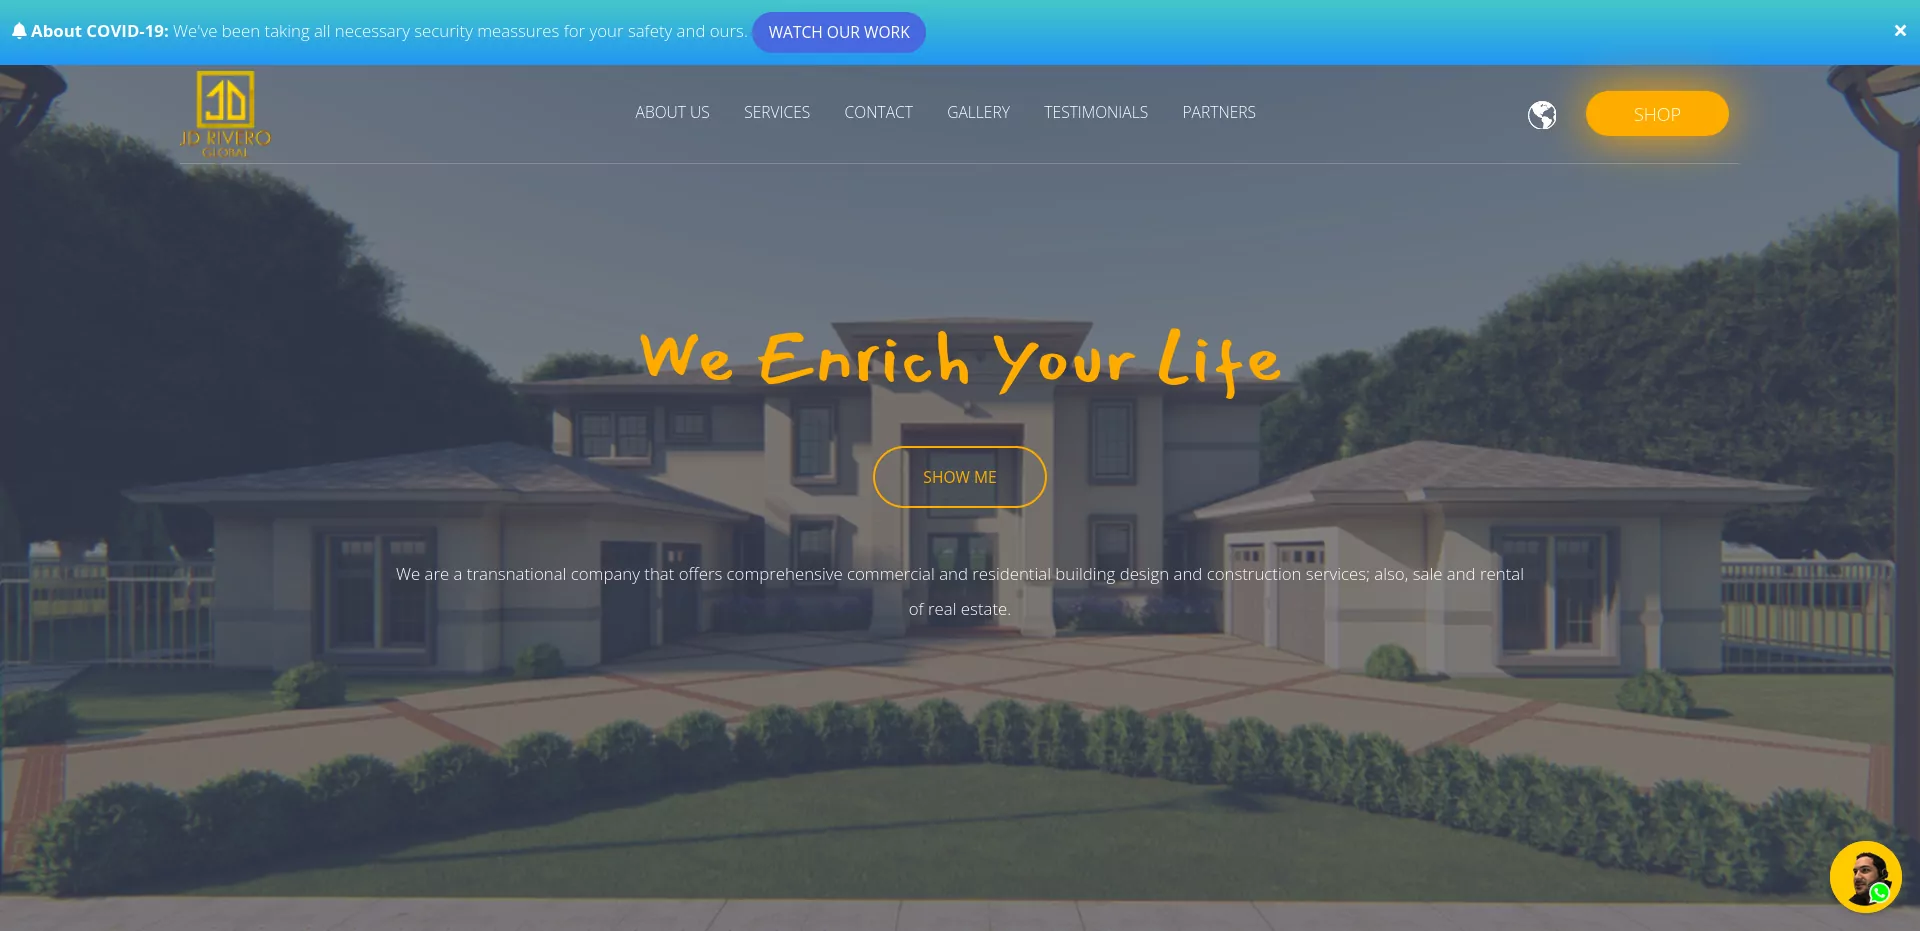 About COVID-19: We've been taking all necessary security meassures for your safety and ours. WATCH OUR WORK
JD RIVERO
GLOBAL
ABOUT US SERVICES CONTACT GALLERY TESTIMONIALS PARTNERS
SHOP
We Enrich Your Life
SHOW ME
We are a transnational company that offers comprehensive commercial and residential building design and construction services; also, sale and rental
of real estate.